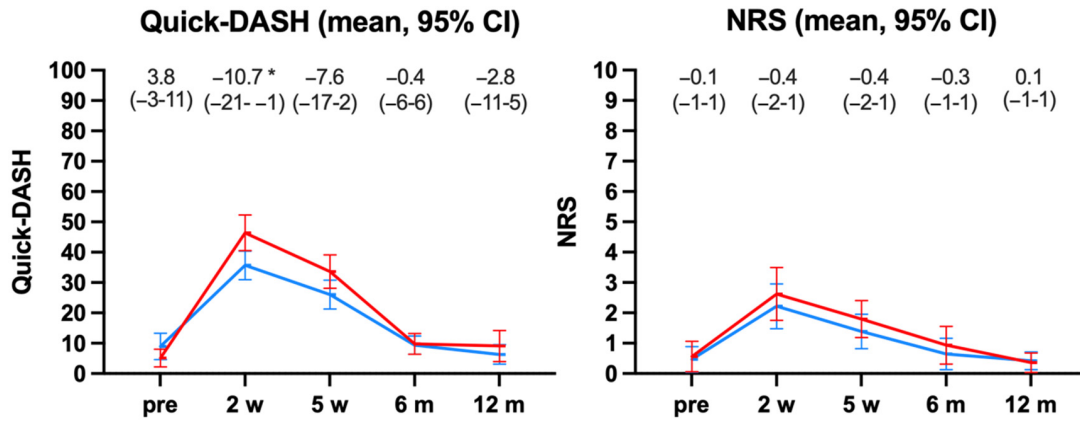 Quick-DASH (mean, 95% CI)
3.8 −10.7 * −7.6 −0.4 −2.8
(−3-11) (−21- −1) (−17-2) (−6-6) (−11-5)
100
90
80
70
60
50
40
30
20
10
0
Quick-DASH
pre 2 w 5 w 6 m 12 m
NRS (mean, 95% CI)
−0.1 −0.4 −0.4 −0.3 0.1
(−1-1) (−2-1) (−2-1) (−1-1) (−1-1)
10
9
8
7
6
5
4
3
2
1
0
NRS
pre 2 w 5 w 6 m 12 m